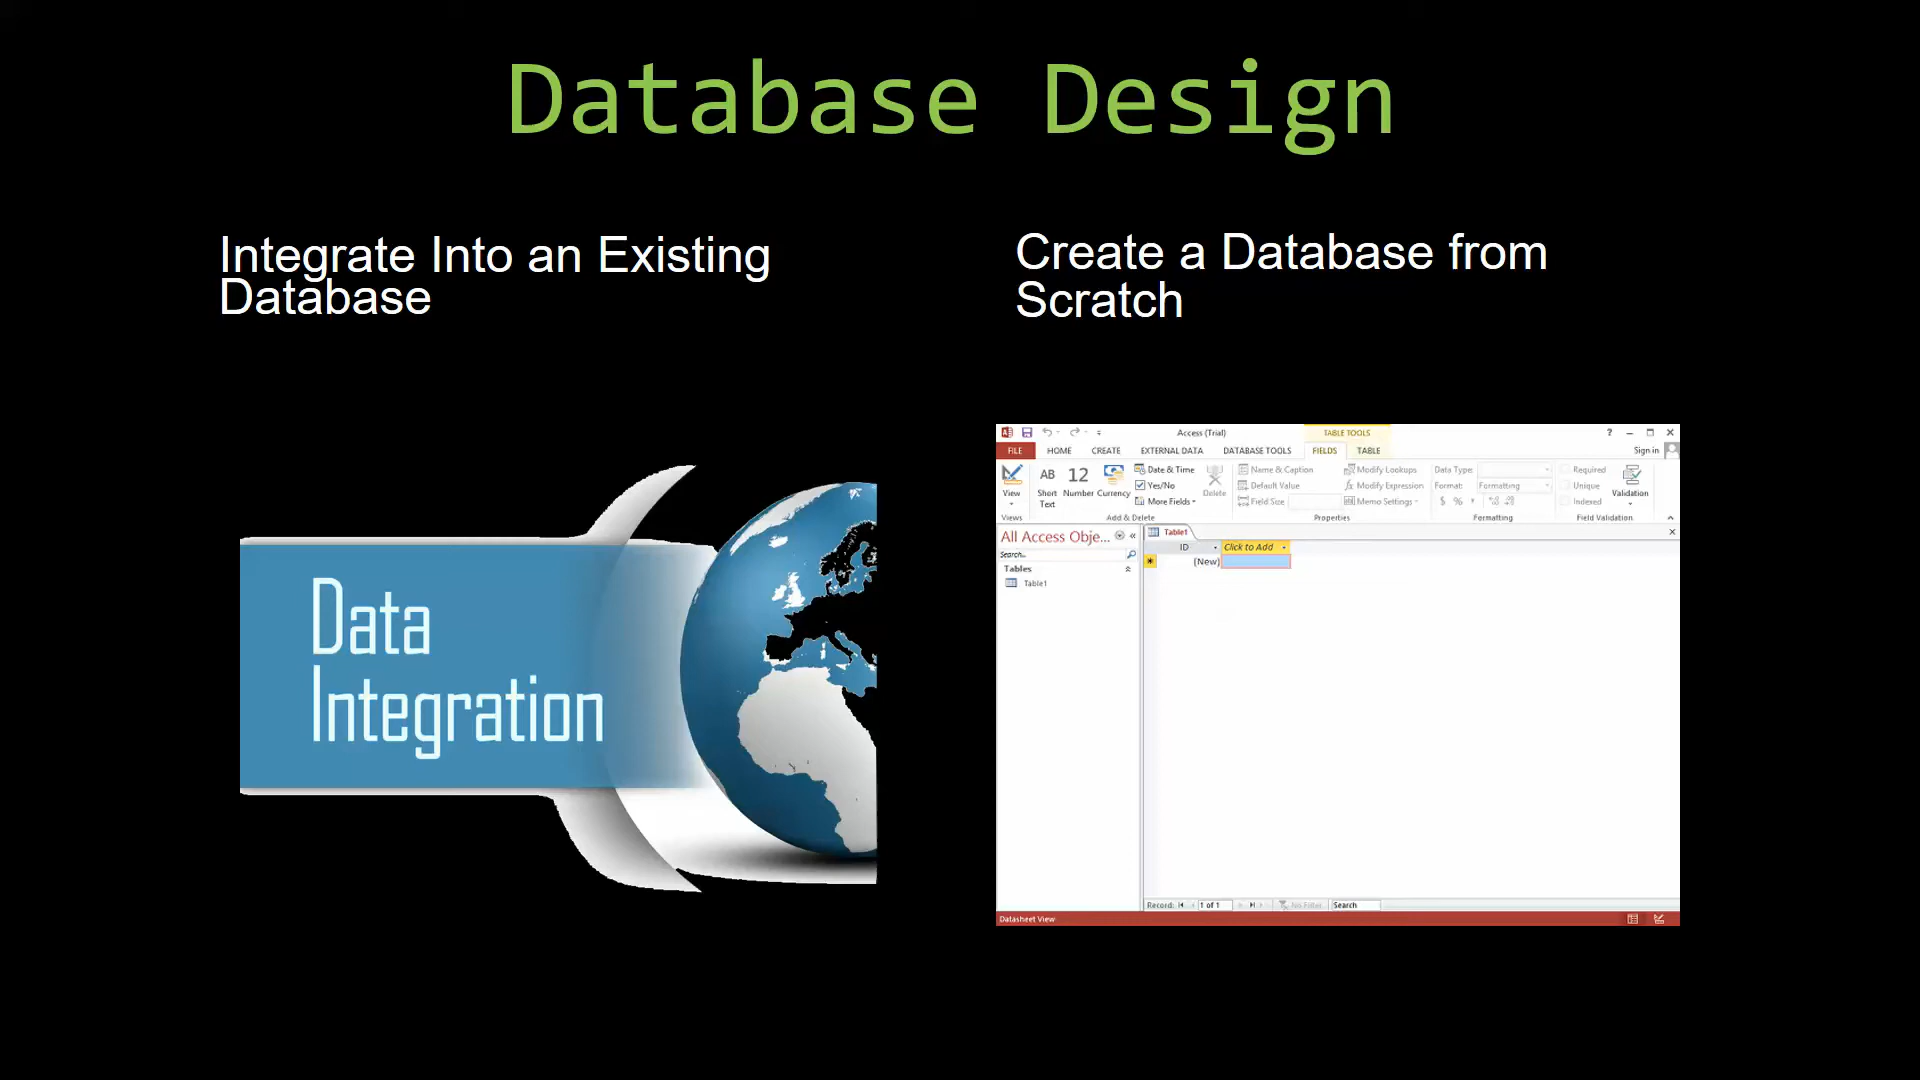 Database Design
Integrate Into an Existing
Database
Create a Database from
Scratch
Data
Integration
Access (Trial)
TABLE TOOLS
?
FILE
HOME
CREATE
EXTERNAL DATA
DATABASE TOOLS
FIELDS
TABLE
Sign in
View
AB
Short
Text
12
Number
Currency
Date & Time
Yes/No
More Fields
Delete
Name & Caption
Default Value
Field Size
Modify Lookups
fx Modify Expression
Memo Settings
Data Type:
Format: Formatting
$ %
Required
Unique
Indexed
Validation
Views
Add & Delete
Properties
Formatting
Field Validation
All Access Obje...
Search...
Tables
Table1
Table1
ID
Click to Add
(New)
Record:
1 of 1
No Filter
Search
Datasheet View